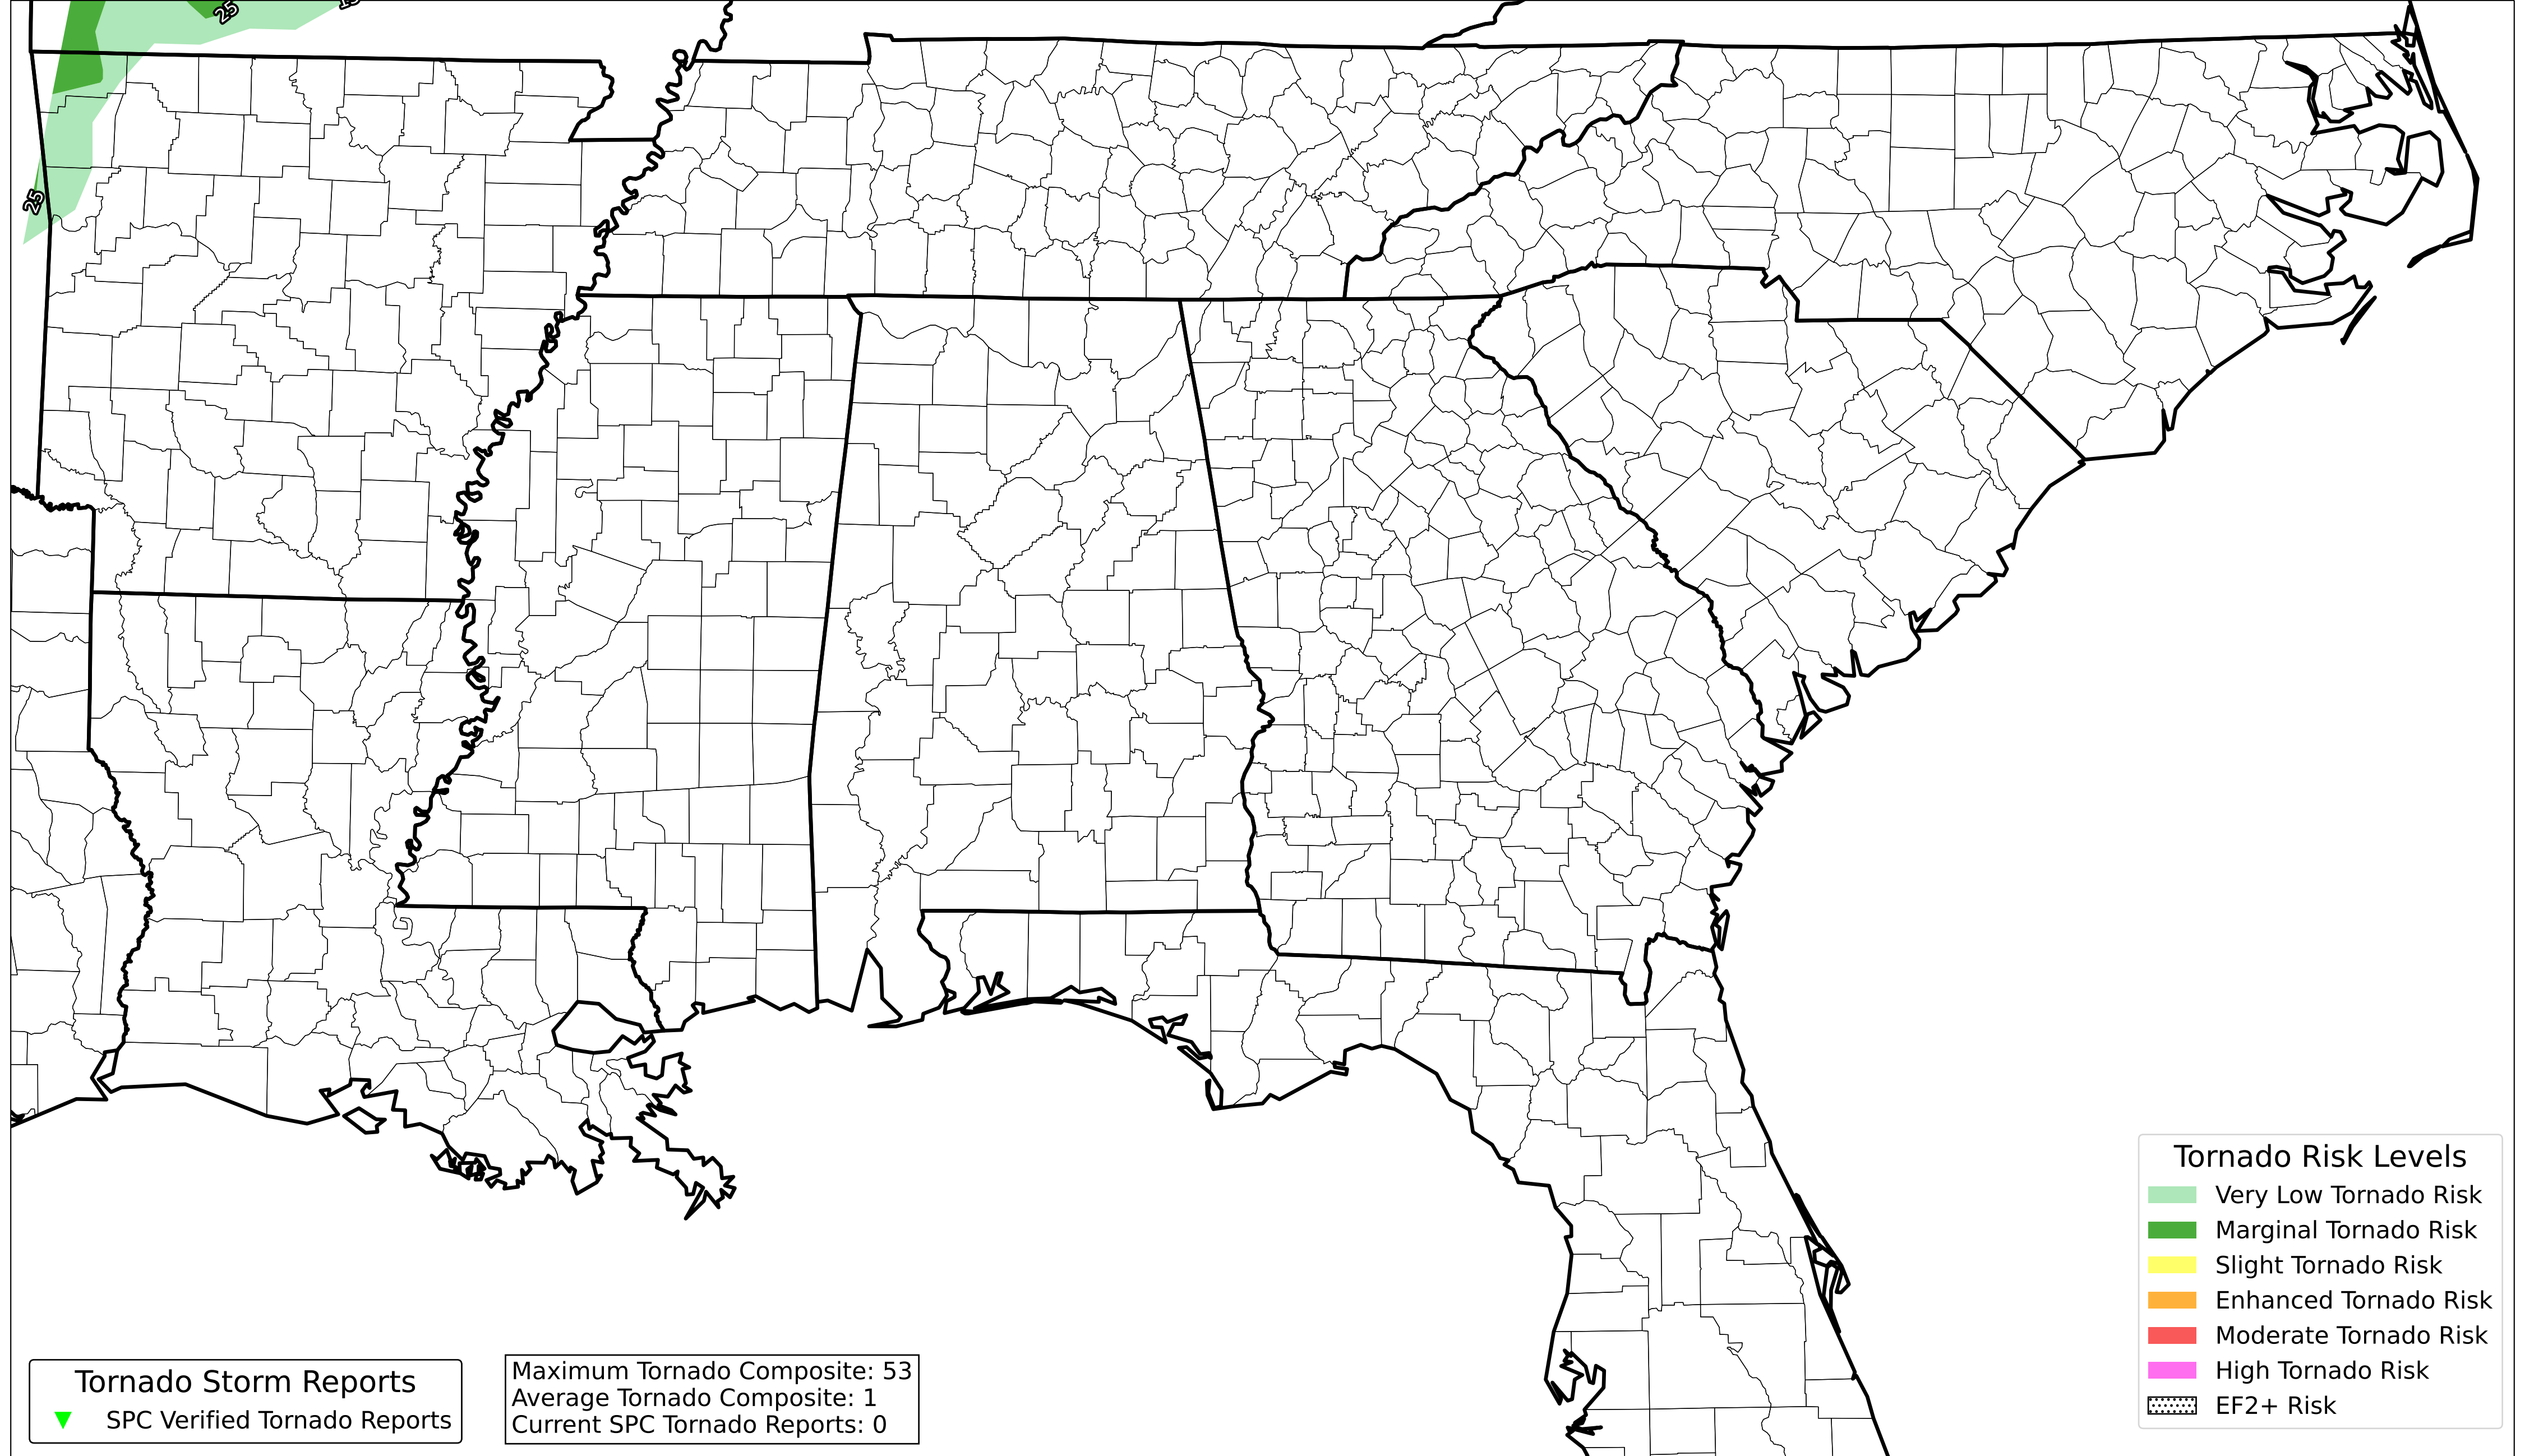 25
25
Tornado Risk Levels
Very Low Tornado Risk
Marginal Tornado Risk
Slight Tornado Risk
Enhanced Tornado Risk
Moderate Tornado Risk
High Tornado Risk
EF2+ Risk
Tornado Storm Reports
SPC Verified Tornado Reports
Maximum Tornado Composite: 53
Average Tornado Composite: 1
Current SPC Tornado Reports: 0